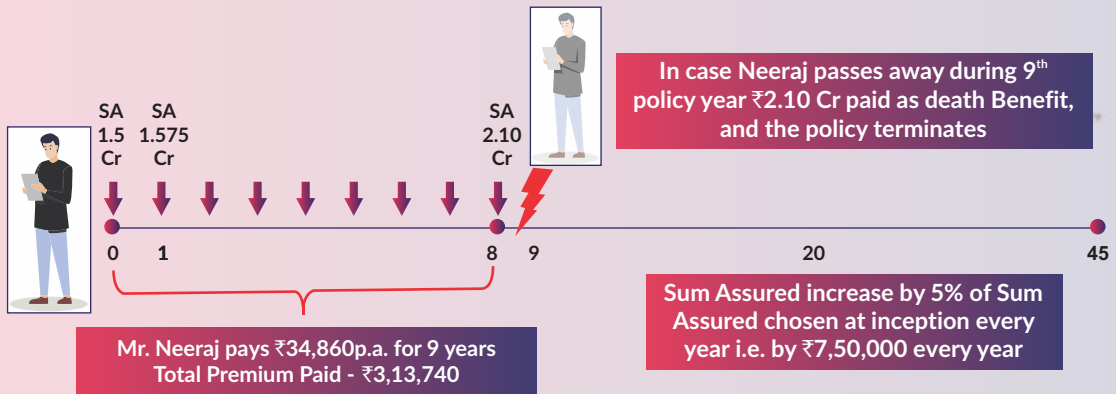 In case Neeraj passes away during 9th
policy year ₹2.10 Cr paid as death Benefit,
and the policy terminates
SA
1.5
Cr
SA
1.575
Cr
SA
2.10
Cr
0
1
8
9
20
45
Mr. Neeraj pays ₹34,860p.a. for 9 years
Total Premium Paid - ₹3,13,740
Sum Assured increase by 5% of Sum
Assured chosen at inception every
year i.e. by ₹7,50,000 every year